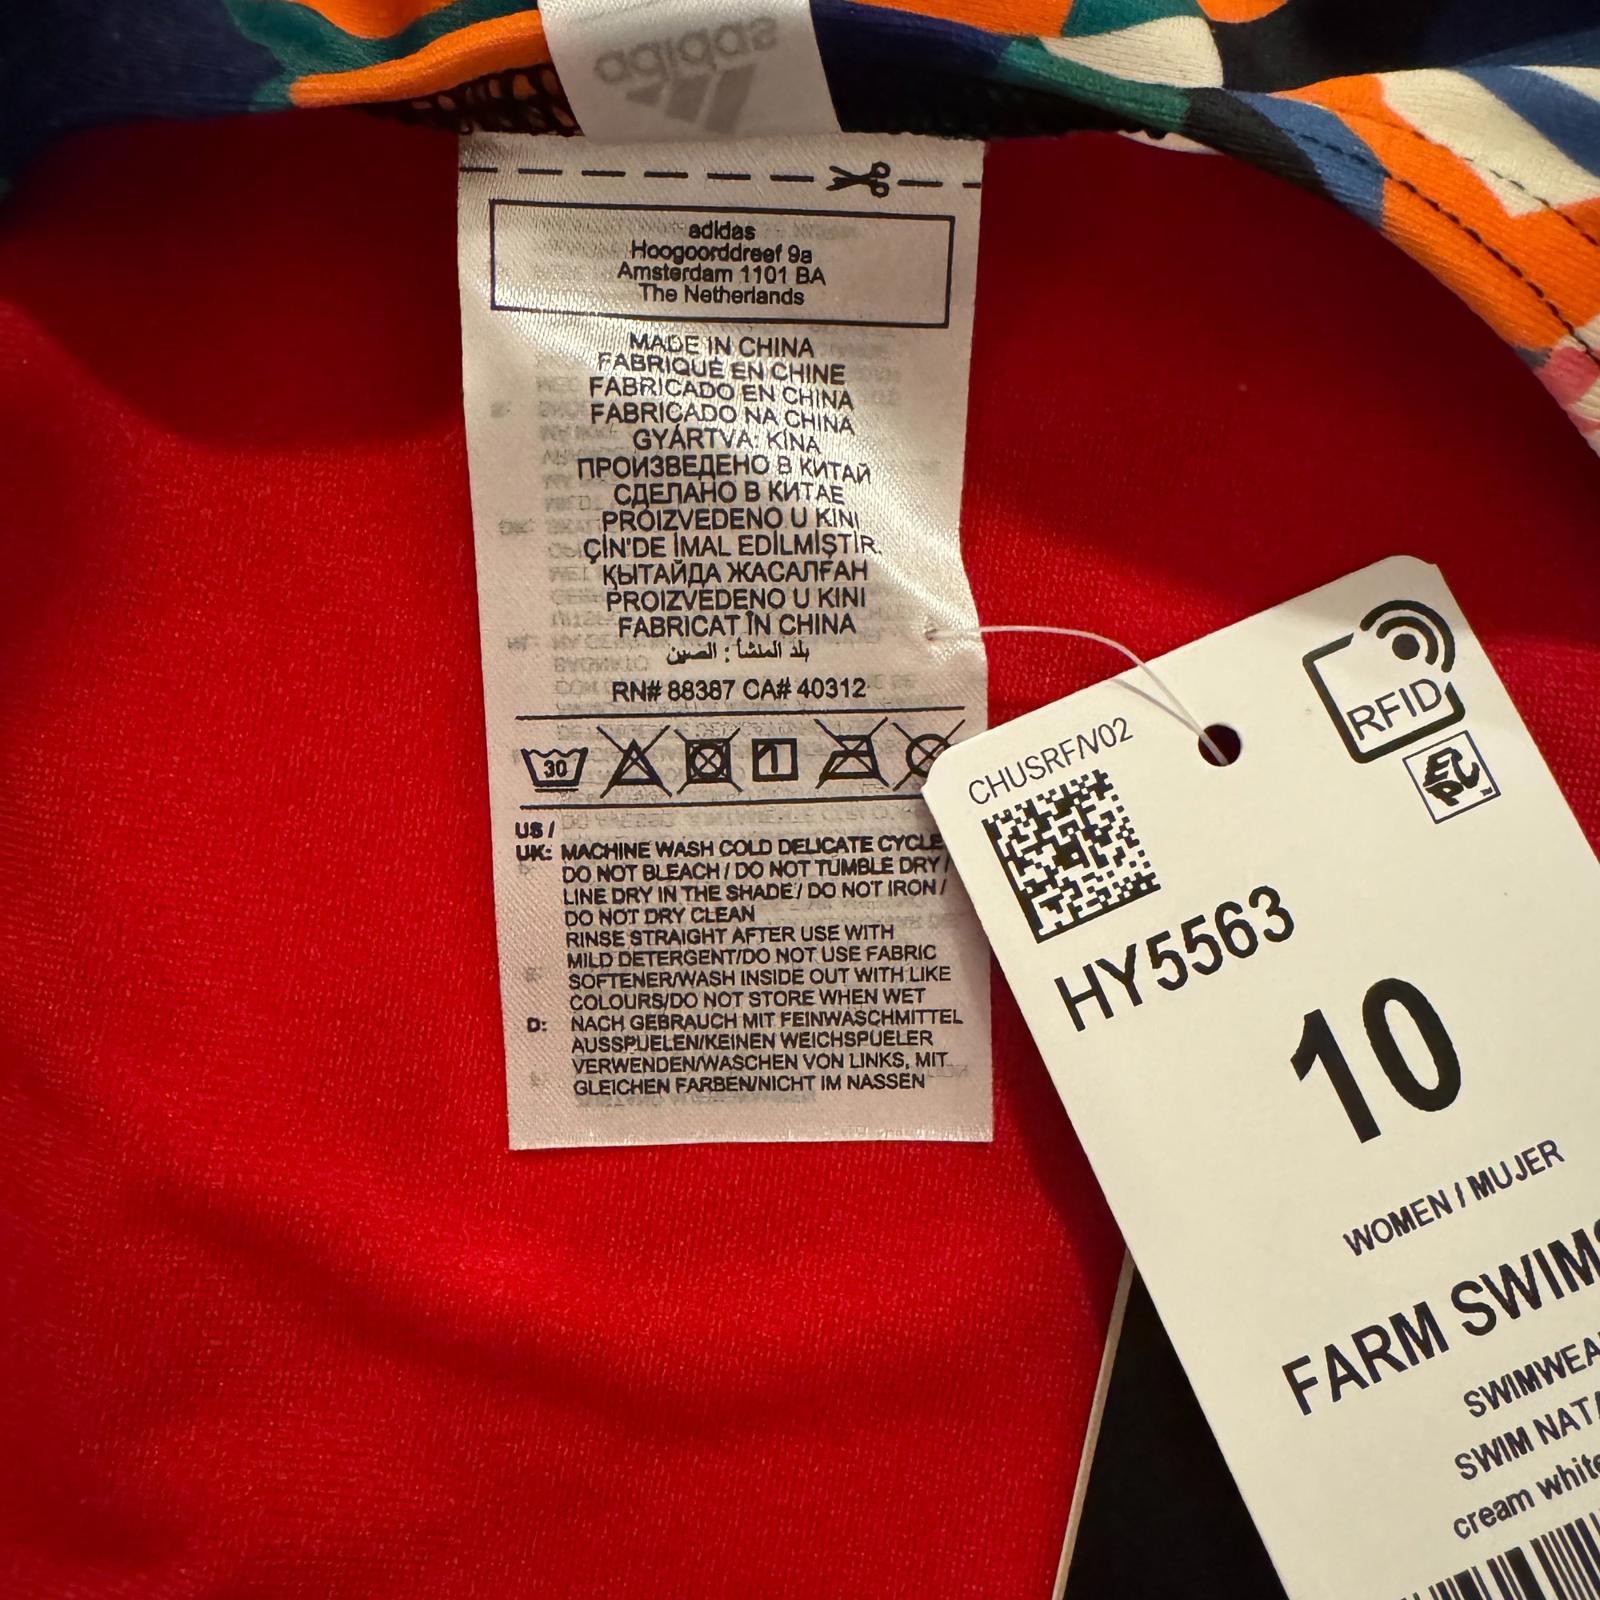 adidas
adidas
Hoogoorddreef 9a
Amsterdam 1101 BA
The Netherlands
MADE IN CHINA
FABRIQUÉ EN CHINE
FABRICADO EN CHINA
FABRICADO NA CHINA
GYÁRTVA: KÍNA
ПРОИЗВЕДЕНО В КИТАЙ
СДЕЛАНО В КИТАЕ
PROIZVEDENO U KINI
ÇİN'DE İMAL EDİLMİŞTİR.
ҚЫТАЙДА ЖАСАЛҒАН
PROIZVEDENO U KINI
FABRICAT ÎN CHINA
بلد المنشأ : الصين
RN# 88387 CA# 40312
30
US /
UK: MACHINE WASH COLD DELICATE CYCLE
DO NOT BLEACH / DO NOT TUMBLE DRY /
LINE DRY IN THE SHADE / DO NOT IRON /
DO NOT DRY CLEAN
RINSE STRAIGHT AFTER USE WITH
MILD DETERGENT/DO NOT USE FABRIC
SOFTENER/WASH INSIDE OUT WITH LIKE
COLOURS/DO NOT STORE WHEN WET
D: NACH GEBRAUCH MIT FEINWASCHMITTEL
AUSSPUELEN/KEINEN WEICHSPUELER
VERWENDEN/WASCHEN VON LINKS, MIT
GLEICHEN FARBEN/NICHT IM NASSEN
RFID
EPC
CHUSRF/V02
HY5563
10
WOMEN / MUJER
FARM SWIM
SWIMWEA
SWIM NATA
cream white